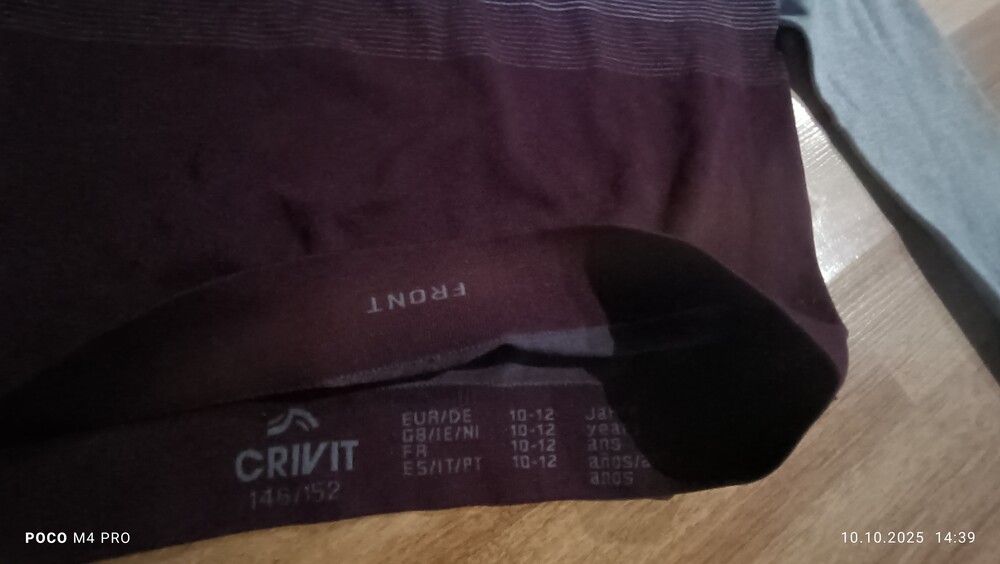 FRONT
CRIVIT
146/152
EUR/DE 10-12
GB/IE/NI 10-12
FR 10-12 ans
ES/IT/PT 10-12
anos
POCO M4 PRO
10.10.2025 14:39